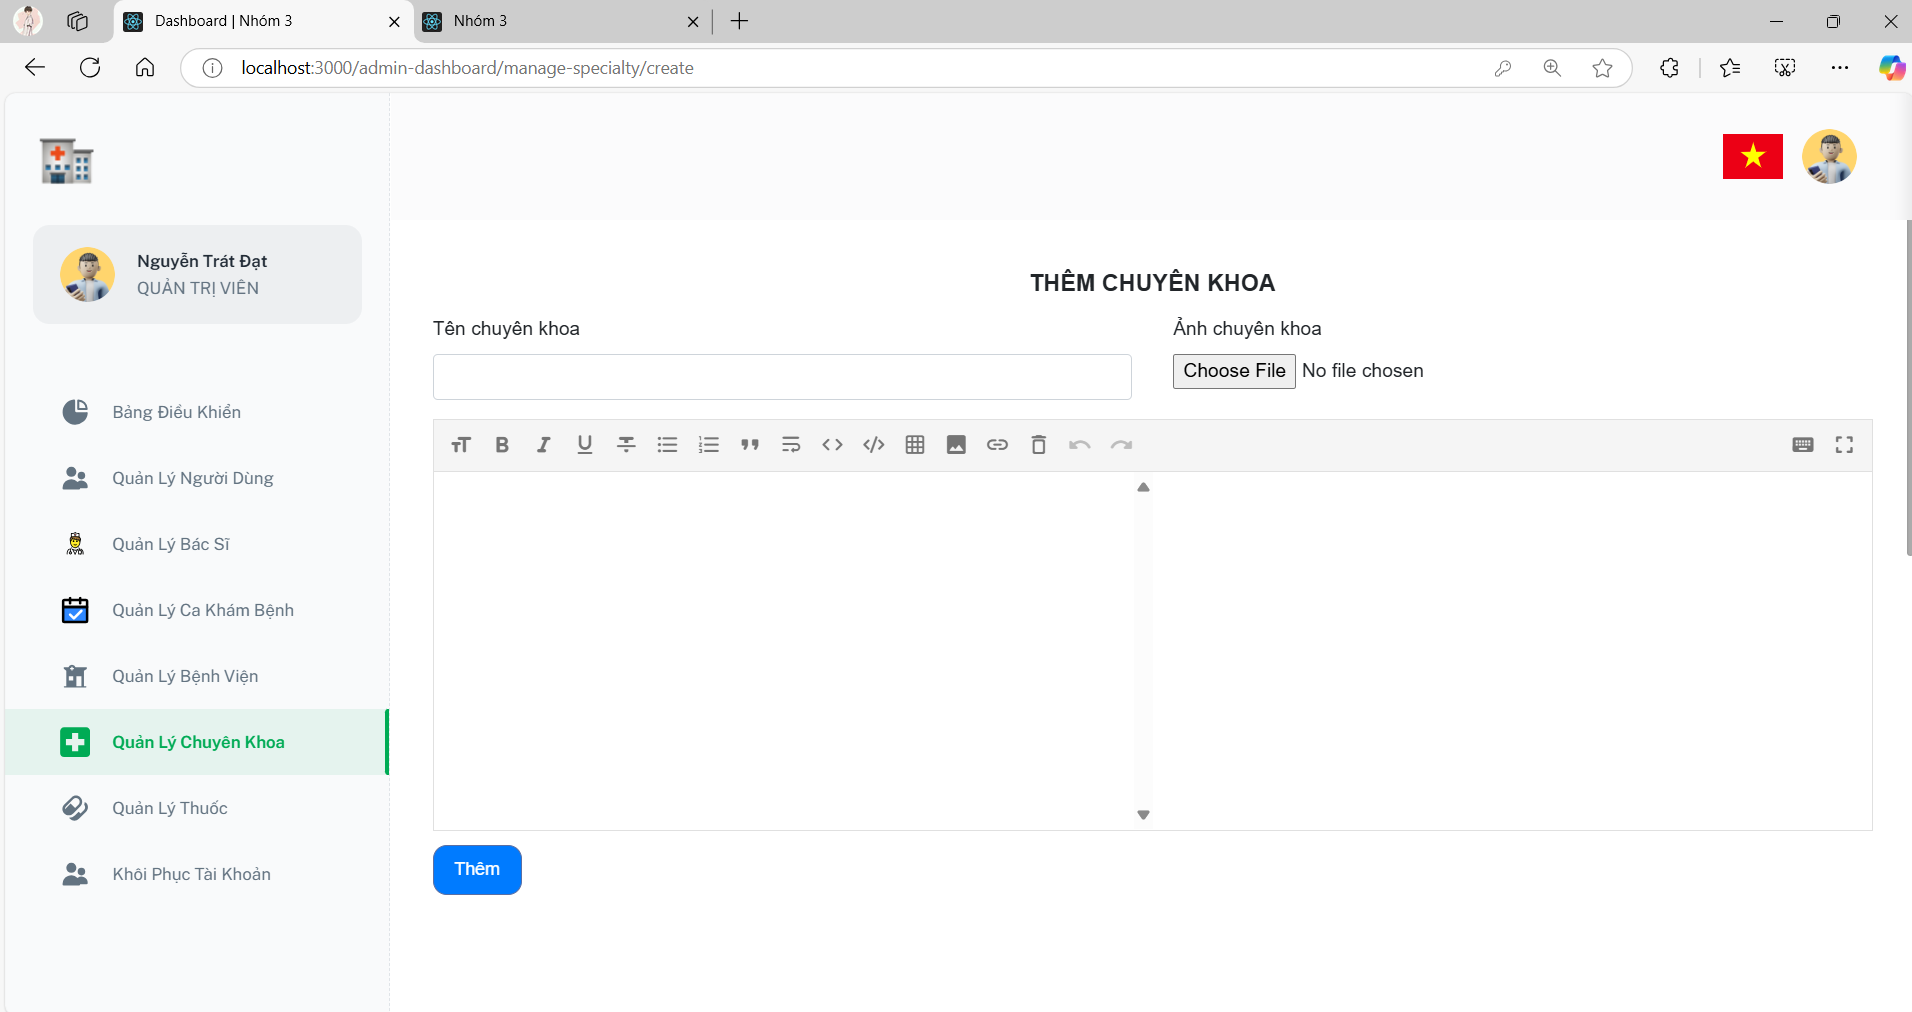 Dashboard | Nhóm 3
Nhóm 3
localhost:3000/admin-dashboard/manage-specialty/create
Nguyễn Trát Đạt
QUẢN TRỊ VIÊN
Bảng Điều Khiển
Quản Lý Người Dùng
Quản Lý Bác Sĩ
Quản Lý Ca Khám Bệnh
Quản Lý Bệnh Viện
Quản Lý Chuyên Khoa
Quản Lý Thuốc
Khôi Phục Tài Khoản
THÊM CHUYÊN KHOA
Tên chuyên khoa
Ảnh chuyên khoa
Choose File No file chosen
Thêm